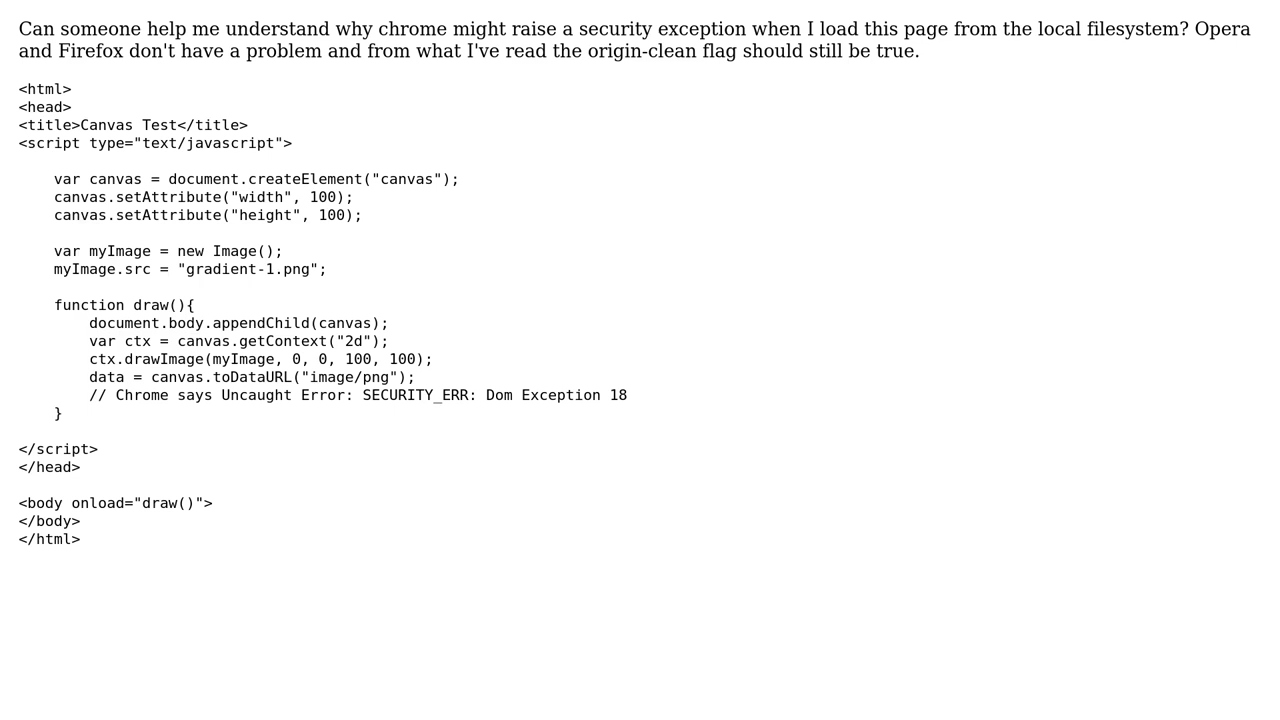 Can someone help me understand why chrome might raise a security exception when I load this page from the local filesystem? Opera
and Firefox don't have a problem and from what I've read the origin-clean flag should still be true.
<html>
<head>
<title>Canvas Test</title>
<script type="text/javascript">
    var canvas = document.createElement("canvas");
    canvas.setAttribute("width", 100);
    canvas.setAttribute("height", 100);
    var myImage = new Image();
    myImage.src = "gradient-1.png";
    function draw(){
        document.body.appendChild(canvas);
        var ctx = canvas.getContext("2d");
        ctx.drawImage(myImage, 0, 0, 100, 100);
        data = canvas.toDataURL("image/png");
        // Chrome says Uncaught Error: SECURITY_ERR: Dom Exception 18
    }
</script>
</head>
<body onload="draw()">
</body>
</html>